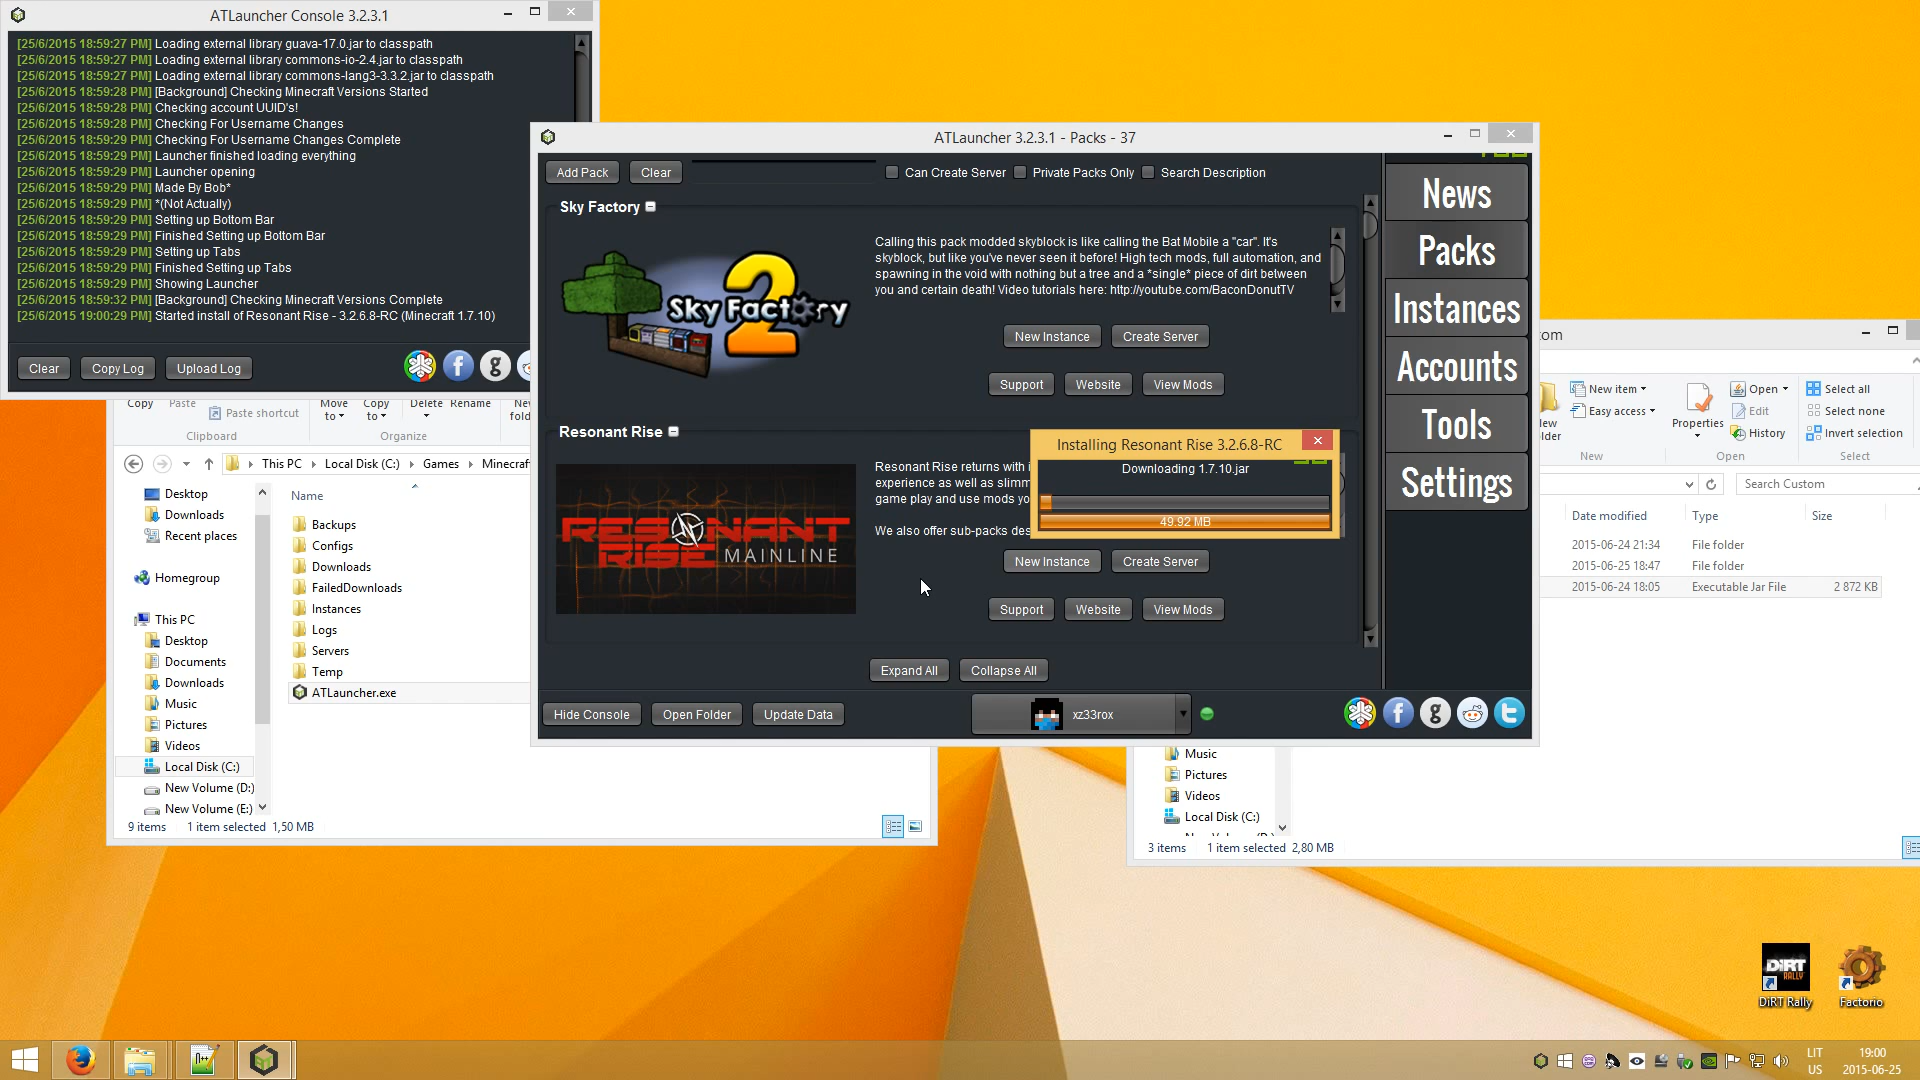 ATLauncher Console 3.2.3.1
[25/6/2015 18:59:27 PM] Loading external library guava-17.0.jar to classpath
[25/6/2015 18:59:27 PM] Loading external library commons-io-2.4.jar to classpath
[25/6/2015 18:59:27 PM] Loading external library commons-lang3-3.3.2.jar to classpath
[25/6/2015 18:59:28 PM] [Background] Checking Minecraft Versions Started
[25/6/2015 18:59:28 PM] Checking account UUID's!
[25/6/2015 18:59:28 PM] Checking For Username Changes
[25/6/2015 18:59:29 PM] Checking For Username Changes Complete
[25/6/2015 18:59:29 PM] Launcher finished loading everything
[25/6/2015 18:59:29 PM] Launcher opening
[25/6/2015 18:59:29 PM] Made By Bob*
[25/6/2015 18:59:29 PM] *(Not Actually)
[25/6/2015 18:59:29 PM] Setting up Bottom Bar
[25/6/2015 18:59:29 PM] Finished Setting up Bottom Bar
[25/6/2015 18:59:29 PM] Setting up Tabs
[25/6/2015 18:59:29 PM] Finished Setting up Tabs
[25/6/2015 18:59:29 PM] Showing Launcher
[25/6/2015 18:59:32 PM] [Background] Checking Minecraft Versions Complete
[25/6/2015 19:00:29 PM] Started install of Resonant Rise - 3.2.6.8-RC (Minecraft 1.7.10)
Clear Copy Log Upload Log
ATLauncher 3.2.3.1 - Packs - 37
Add Pack Clear Can Create Server Private Packs Only Search Description
Sky Factory
Sky Factory 2
Calling this pack modded skyblock is like calling the Bat Mobile a "car". It's
skyblock, but like you've never seen it before! High tech mods, full automation, and
spawning in the void with nothing but a tree and a *single* piece of dirt between
you and certain death! Video tutorials here: http://youtube.com/BaconDonutTV
New Instance Create Server
Support Website View Mods
Resonant Rise
RESONANT
RISE MAINLINE
Resonant Rise returns with
experience as well as slimm
game play and use mods yo
We also offer sub-packs des
New Instance Create Server
Support Website View Mods
Installing Resonant Rise 3.2.6.8-RC
Downloading 1.7.10.jar
49.92 MB
Expand All Collapse All
Hide Console Open Folder Update Data
xz33rox
News
Packs
Instances
Accounts
Tools
Settings
Copy Paste Paste shortcut Move to Copy to Delete Rename New fold
Clipboard Organize
This PC Local Disk (C:) Games Minecraf
Desktop
Downloads
Recent places
Homegroup
This PC
Desktop
Documents
Downloads
Music
Pictures
Videos
Local Disk (C:)
New Volume (D:)
New Volume (E:)
Name
Backups
Configs
Downloads
FailedDownloads
Instances
Logs
Servers
Temp
ATLauncher.exe
9 items 1 item selected 1,50 MB
om
New item
Easy access
New
Properties
Open
Edit
History
Open
Select all
Select none
Invert selection
Select
Search Custom
Date modified Type Size
2015-06-24 21:34 File folder
2015-06-25 18:47 File folder
2015-06-24 18:05 Executable Jar File 2 872 KB
Music
Pictures
Videos
Local Disk (C:)
3 items 1 item selected 2,80 MB
DiRT RALLY
DiRT Rally
Factorio
LIT
US
19:00
2015-06-25